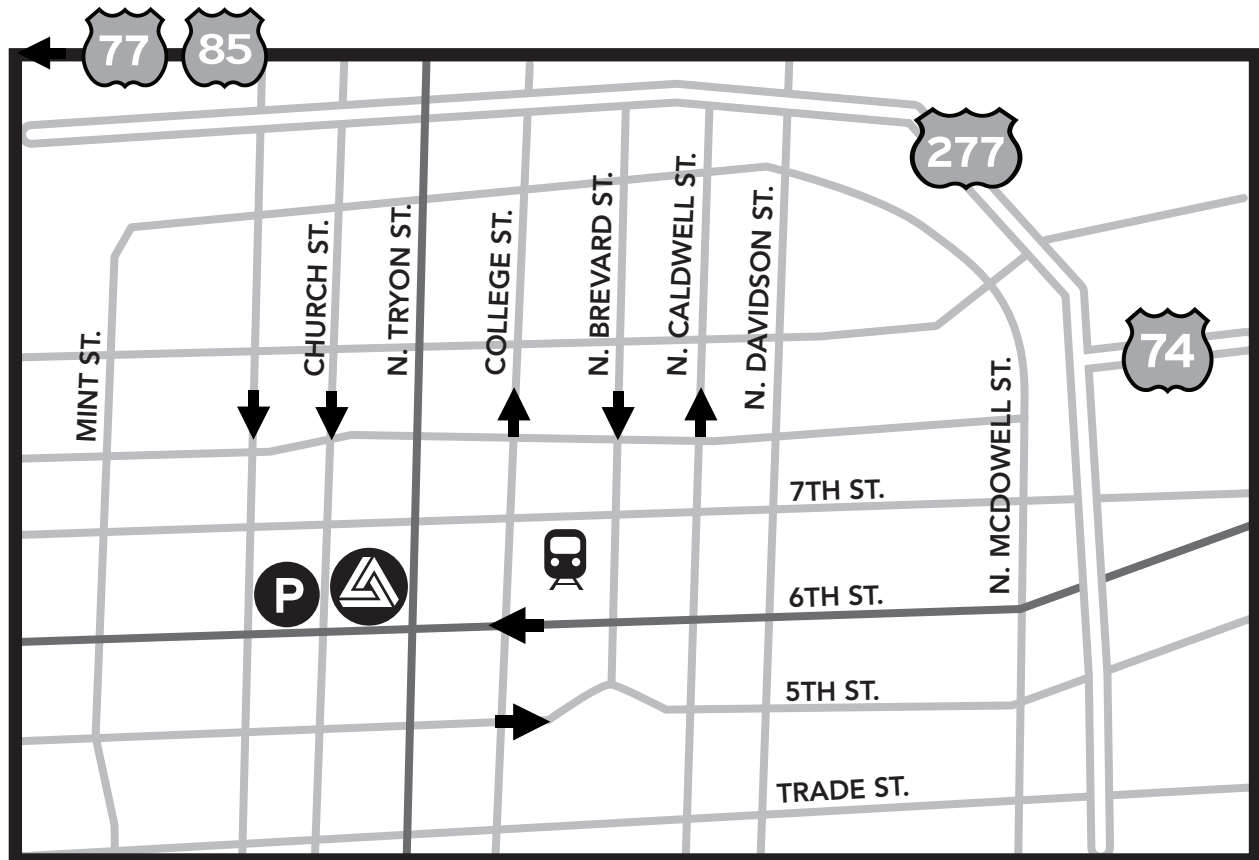 77
85
277
74
MINT ST.
CHURCH ST.
N. TRYON ST.
COLLEGE ST.
N. BREVARD ST.
N. CALDWELL ST.
N. DAVIDSON ST.
N. MCDOWELL ST.
7TH ST.
P
6TH ST.
5TH ST.
TRADE ST.